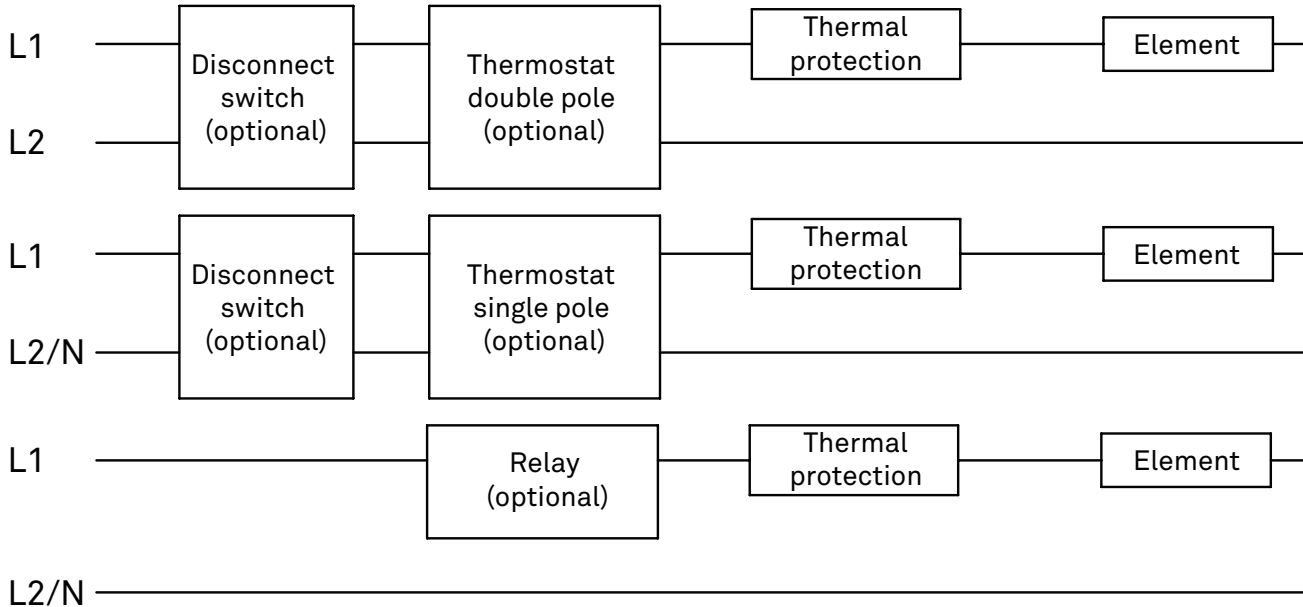 L1
Disconnect
switch
(optional)
Thermostat
double pole
(optional)
Thermal
protection
Element
L2
L1
Disconnect
switch
(optional)
Thermostat
single pole
(optional)
Thermal
protection
Element
L2/N
L1
Relay
(optional)
Thermal
protection
Element
L2/N